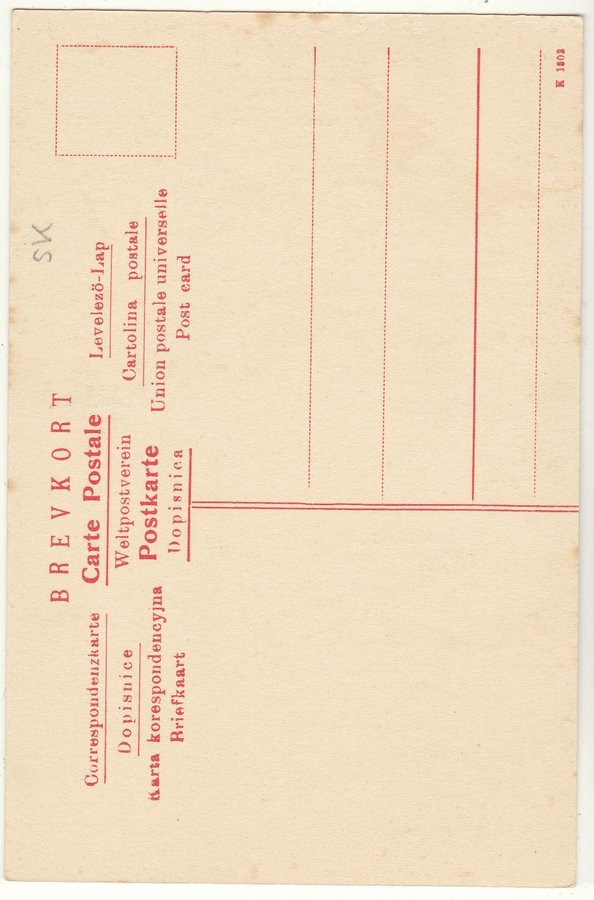 SK
BREVKORT
Correspondenzkarte
Carte Postale
Levelezö-Lap
Dopisnice
Weltpostverein
Cartolina postale
Karta korespondencyjna
Postkarte
Union postale universelle
Briefkaart
Dopisnica
Post card
K